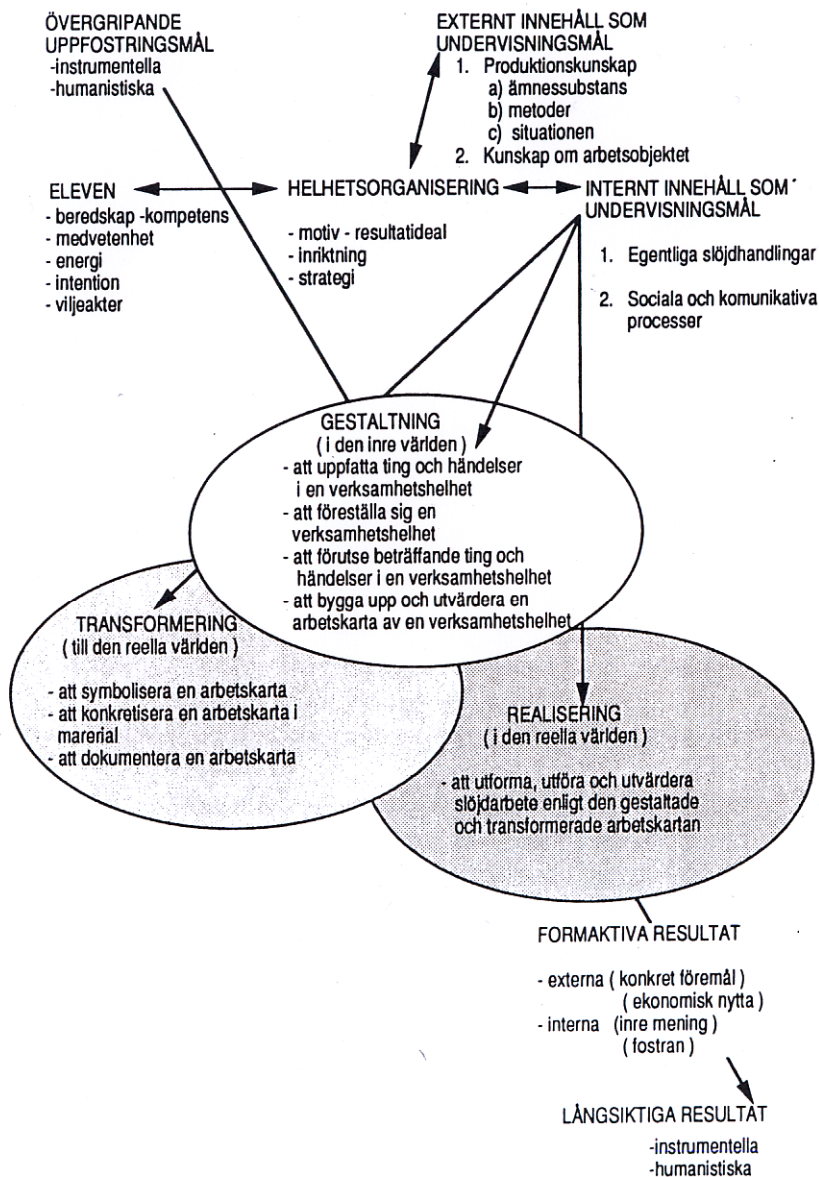 ÖVERGRIPANDE
UPPFOSTRINGSMÅL
-instrumentella
-humanistiska
EXTERNT INNEHÅLL SOM
UNDERVISNINGSMÅL
1. Produktionskunskap
a) ämnessubstans
b) metoder
c) situationen
2. Kunskap om arbetsobjektet
ELEVEN
- beredskap -kompetens
- medvetenhet
- energi
- intention
- viljeakter
HELHETSORGANISERING
- motiv - resultatideal
- inriktning
- strategi
INTERNT INNEHÅLL SOM
UNDERVISNINGSMÅL
1. Egentliga slöjdhandlingar
2. Sociala och komunikativa
processer
GESTALTNING
( i den inre världen )
- att uppfatta ting och händelser
i en verksamhetshelhet
- att föreställa sig en
verksamhetshelhet
- att förutse beträffande ting och
händelser i en verksamhetshelhet
- att bygga upp och utvärdera en
arbetskarta av en verksamhetshelhet
TRANSFORMERING
( till den reella världen )
- att symbolisera en arbetskarta
- att konkretisera en arbetskarta i
marerial
- att dokumentera en arbetskarta
REALISERING
( i den reella världen )
- att utforma, utföra och utvärdera
slöjdarbete enligt den gestaltade
och transformerade arbetskartan
FORMAKTIVA RESULTAT
- externa ( konkret föremål )
( ekonomisk nytta )
- interna (inre mening )
( fostran )
LÅNGSIKTIGA RESULTAT
-instrumentella
-humanistiska